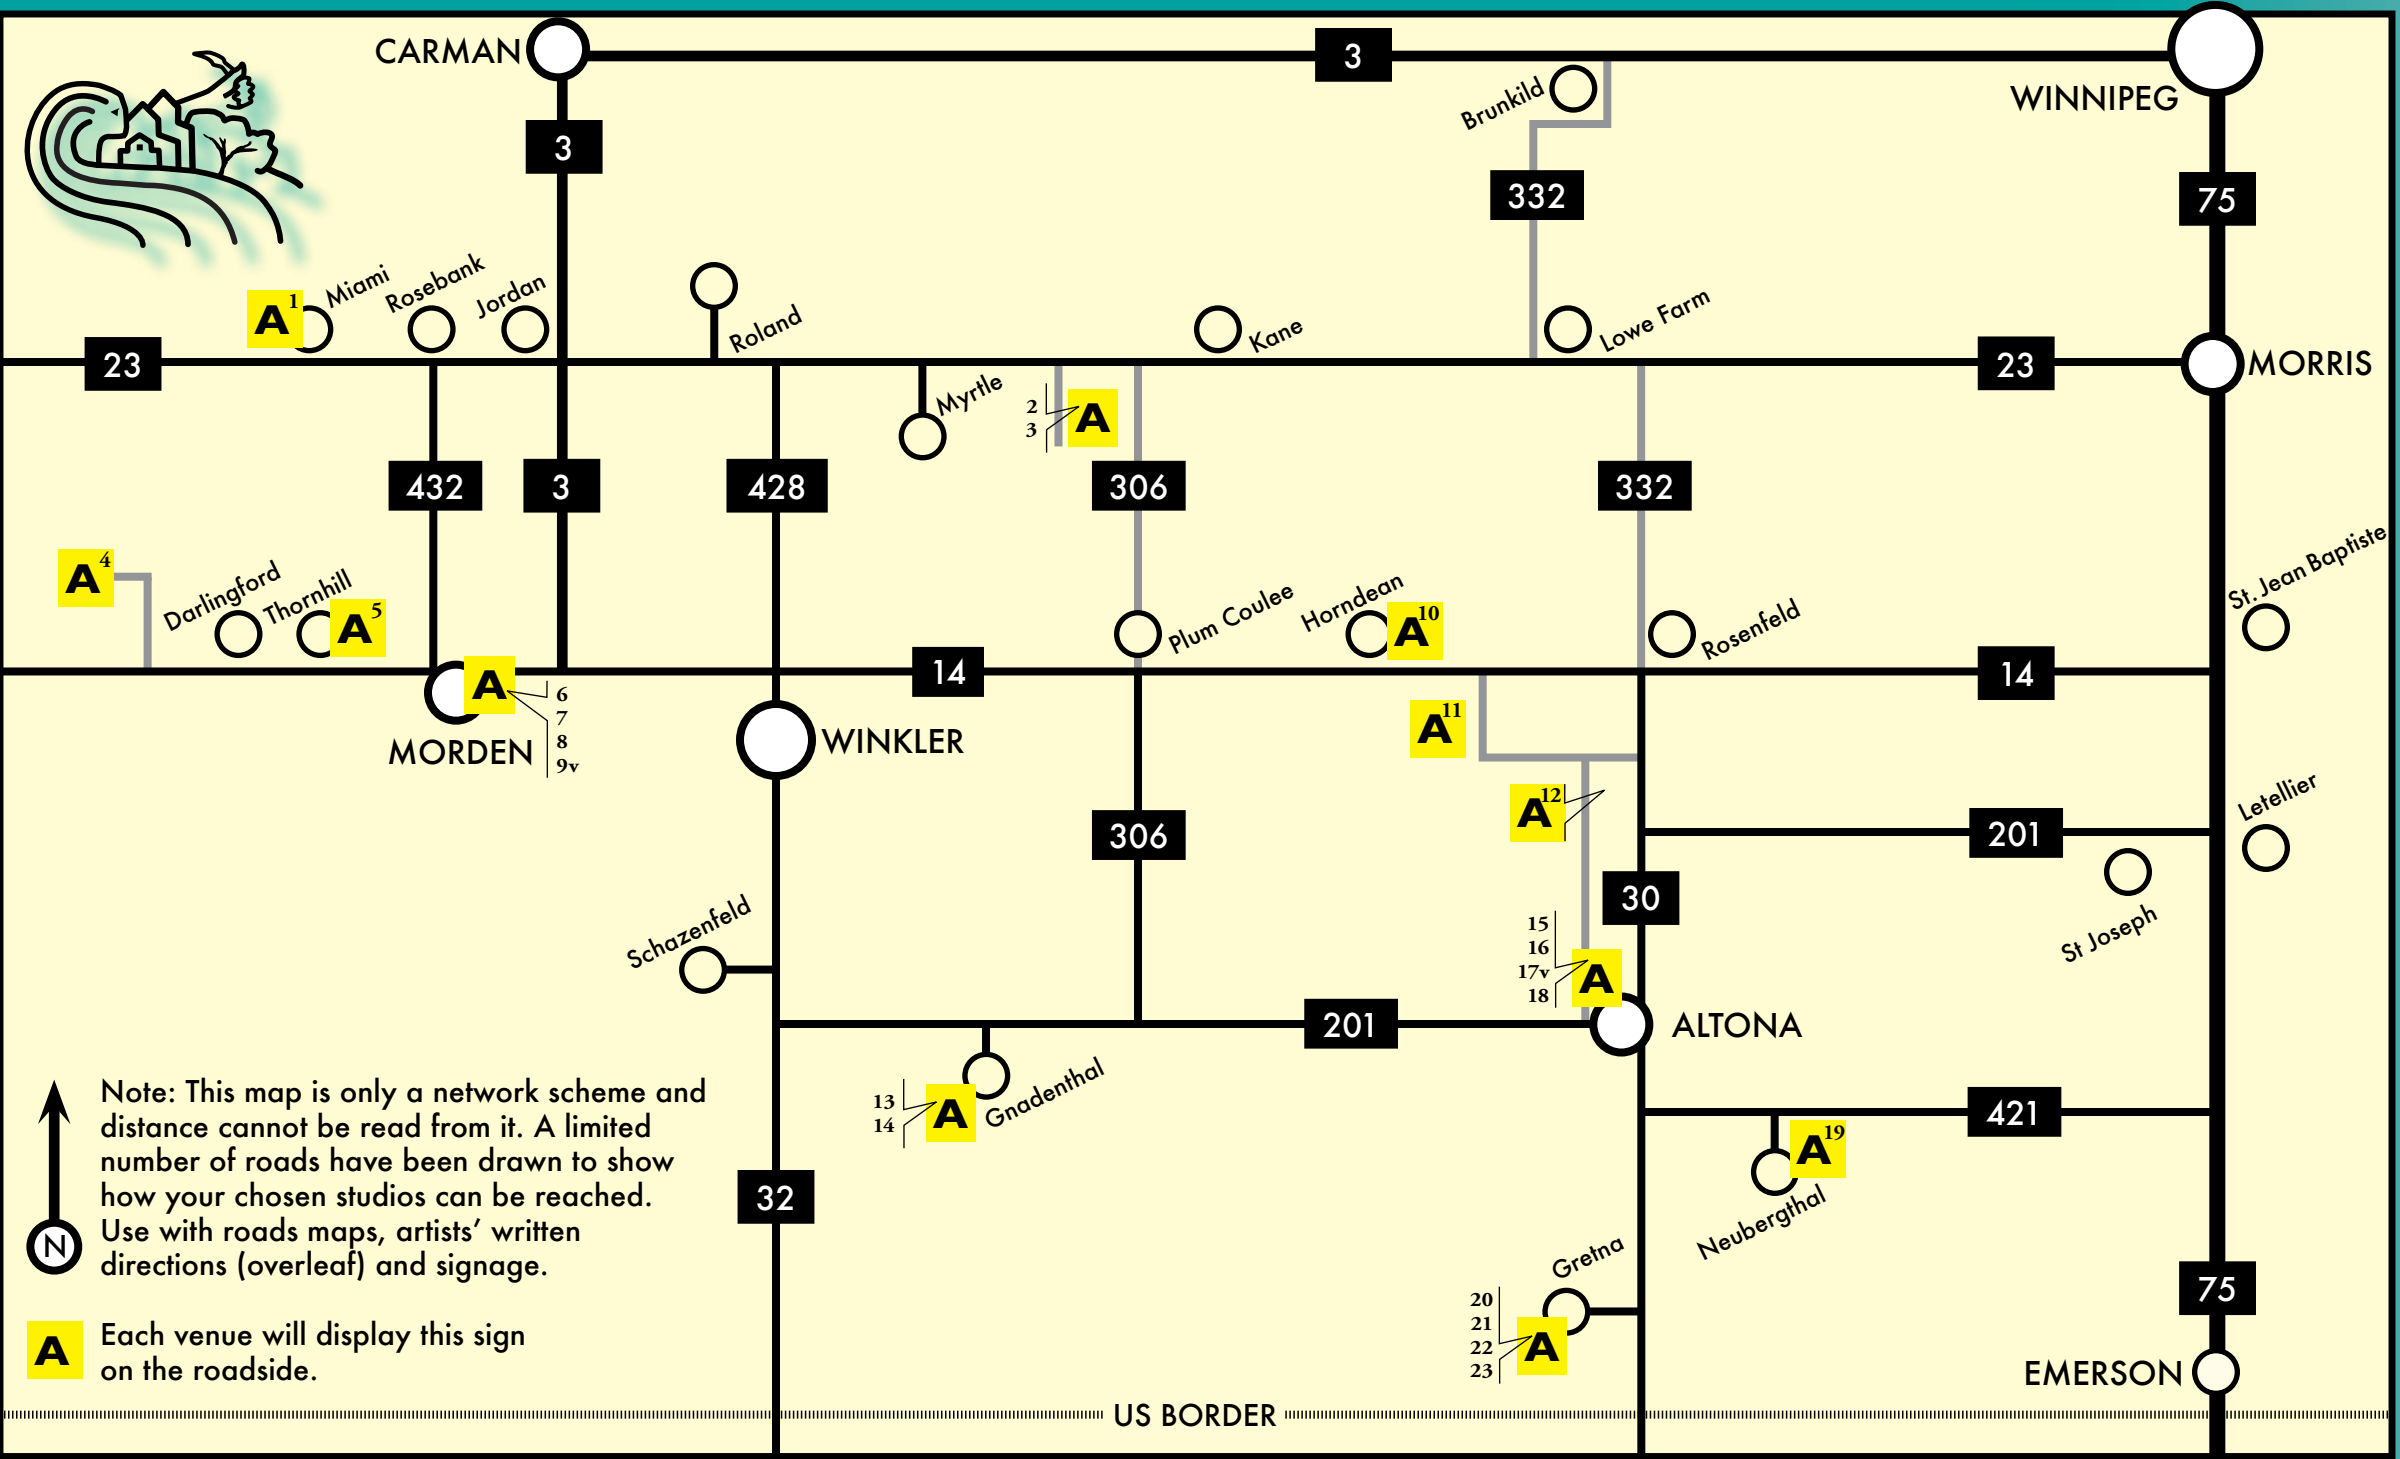 CARMAN
3
WINNIPEG
Brunkild
3
332
75
A 1
Miami
Rosebank
Jordan
Roland
Kane
Lowe Farm
23
23
MORRIS
Myrtle
2
3
A
432
3
428
306
332
A 4
Darlingford
Thornhill
A 5
Plum Coulee
Horndean
A 10
Rosenfeld
St. Jean Baptiste
14
14
A
6
7
8
9v
MORDEN
WINKLER
A 11
A 12
306
201
Letellier
30
St Joseph
Schazenfeld
15
16
17v
18
A
201
ALTONA
13
14
A
Gnadenthal
421
A 19
Neubergthal
32
Gretna
20
21
22
23
A
75
EMERSON
N
Note: This map is only a network scheme and
distance cannot be read from it. A limited
number of roads have been drawn to show
how your chosen studios can be reached.
Use with roads maps, artists’ written
directions (overleaf) and signage.
A
Each venue will display this sign
on the roadside.
US BORDER